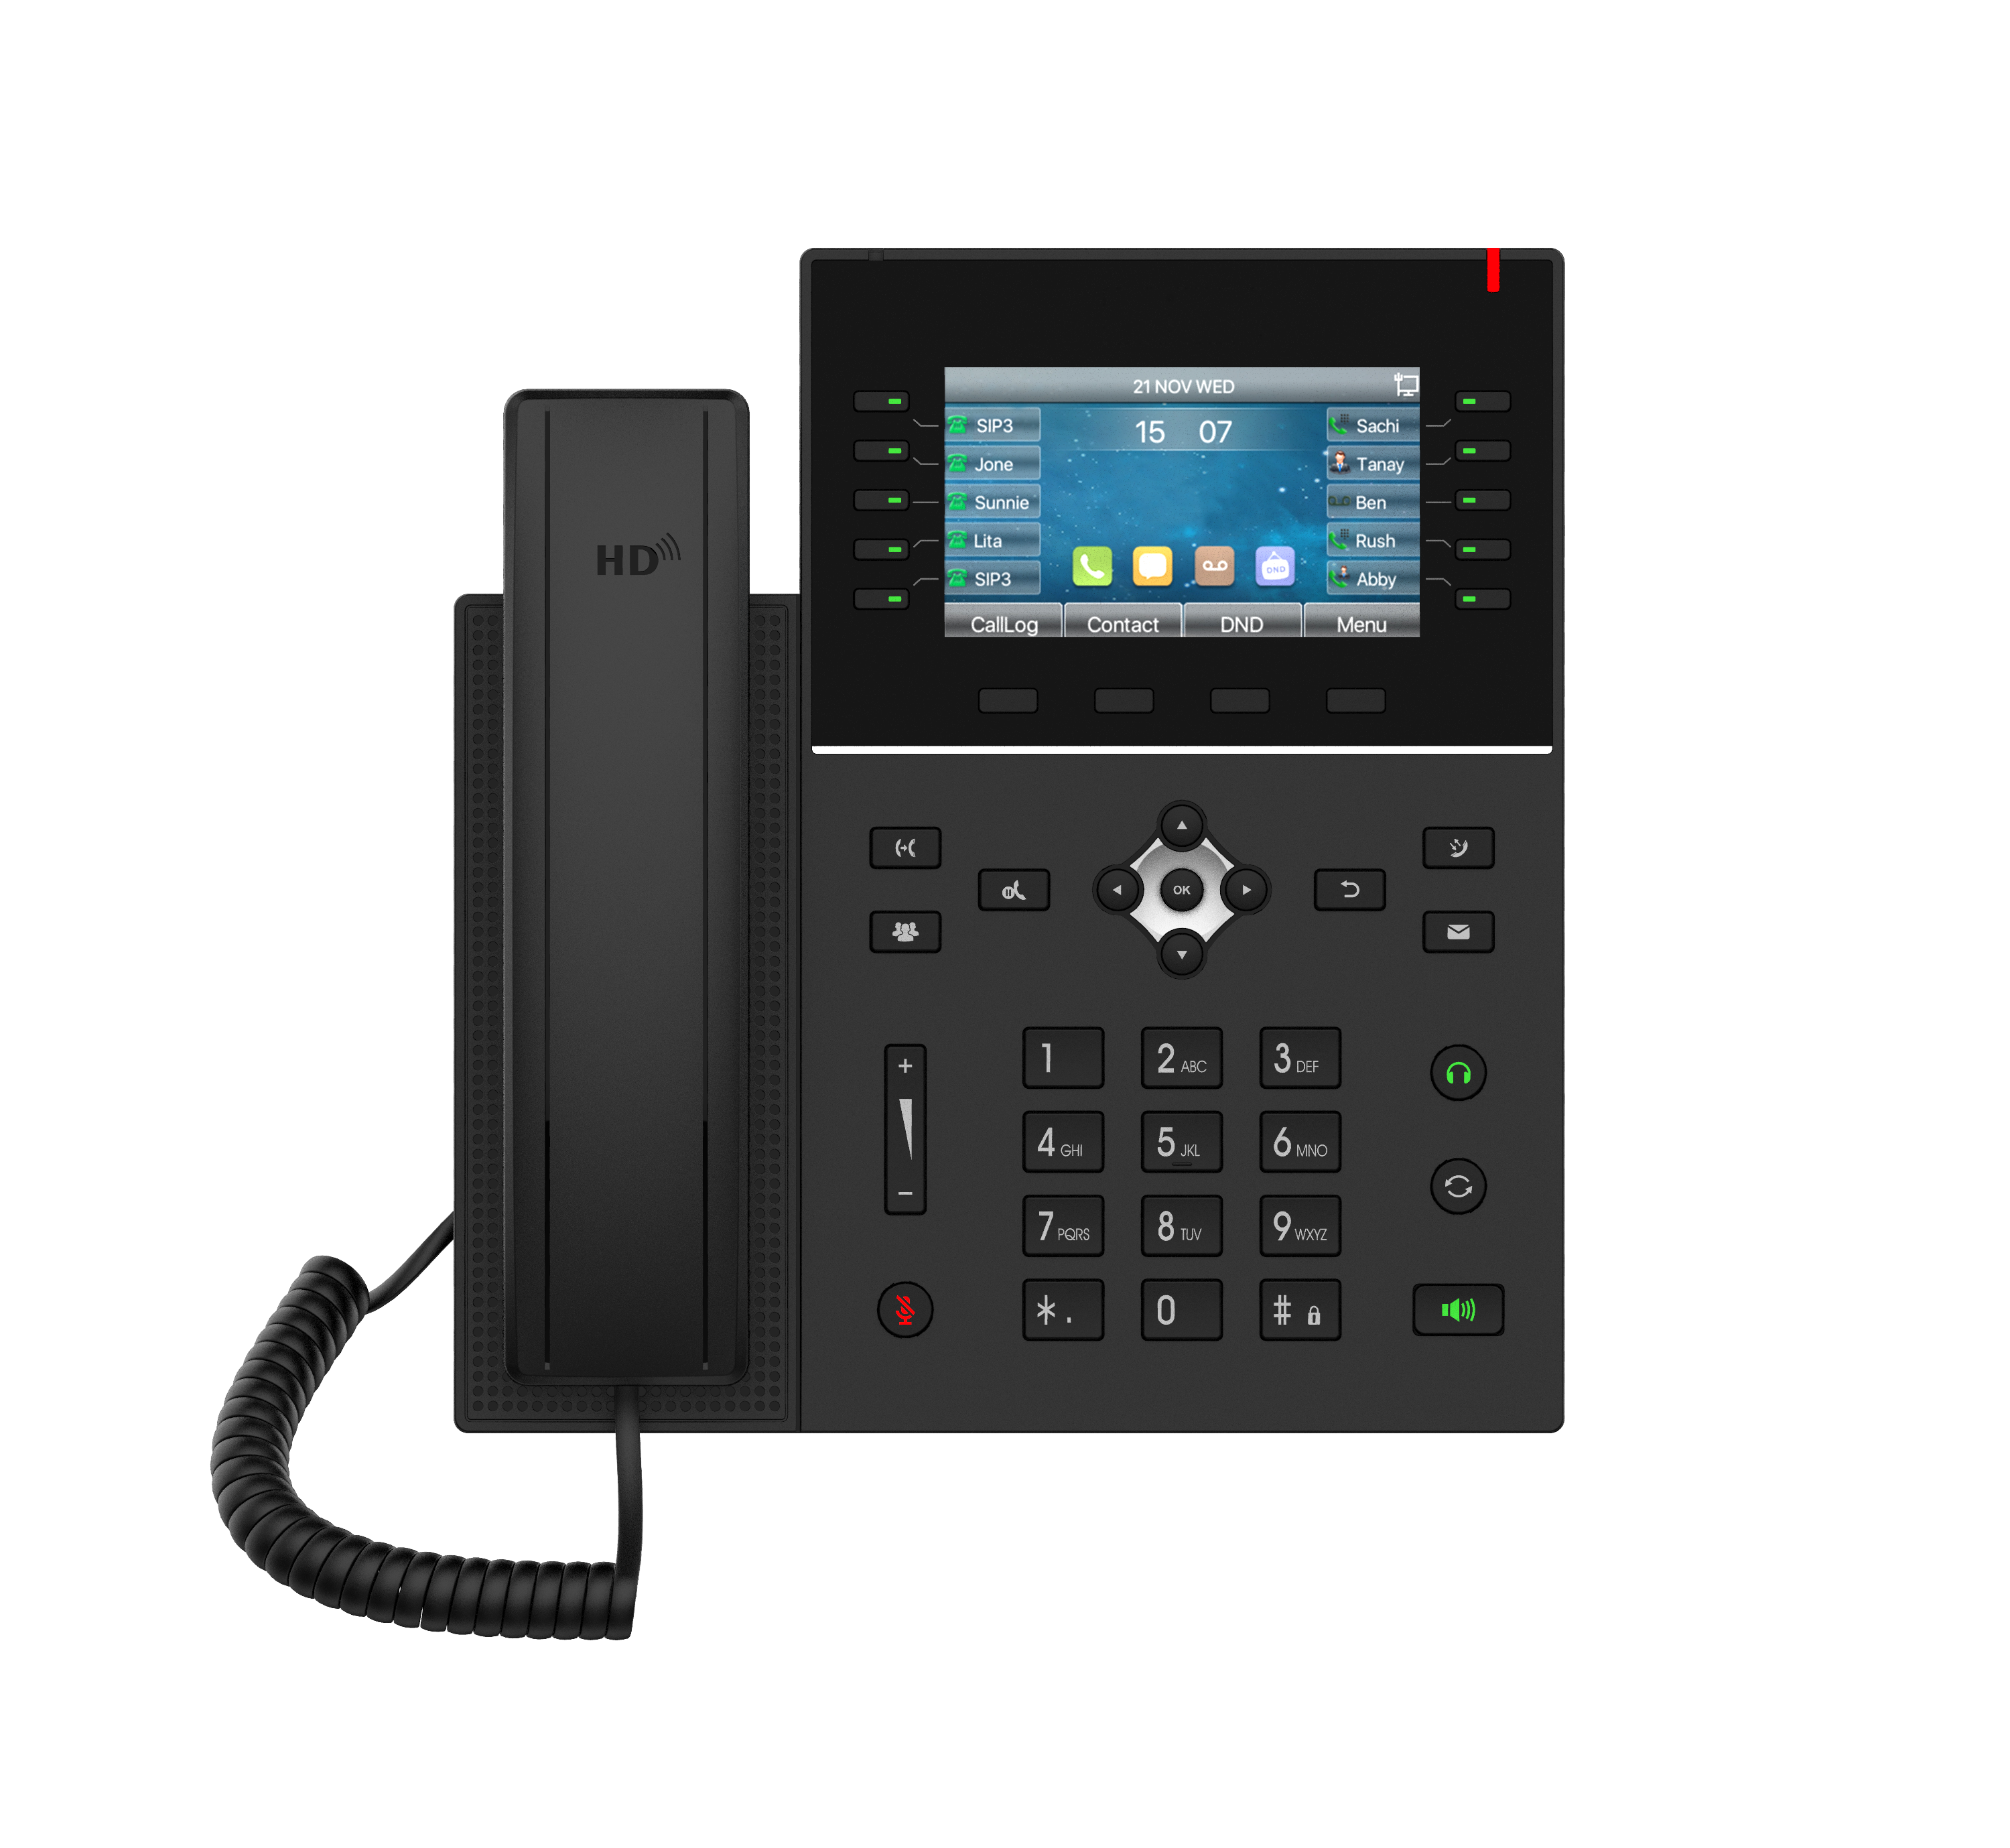 21 NOV WED
15 07
SIP3
Jone
Sunnie
Lita
SIP3
Sachi
Tanay
Ben
Rush
Abby
DND
CallLog Contact DND Menu
HD
OK
1 2 ABC 3 DEF
4 GHI 5 JKL 6 MNO
7 PQRS 8 TUV 9 WXYZ
* . 0 #
+
−